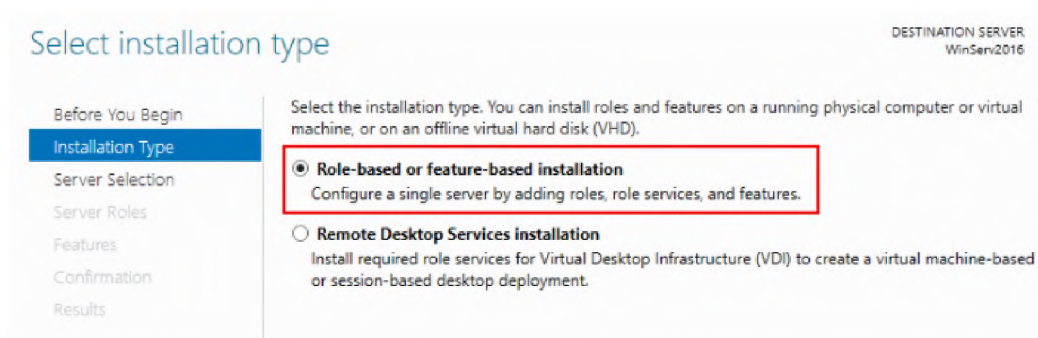 Select installation type
DESTINATION SERVER
WinServ2016
Before You Begin
Installation Type
Server Selection
Server Roles
Features
Confirmation
Results
Select the installation type. You can install roles and features on a running physical computer or virtual
machine, or on an offline virtual hard disk (VHD).
Role-based or feature-based installation
Configure a single server by adding roles, role services, and features.
Remote Desktop Services installation
Install required role services for Virtual Desktop Infrastructure (VDI) to create a virtual machine-based
or session-based desktop deployment.